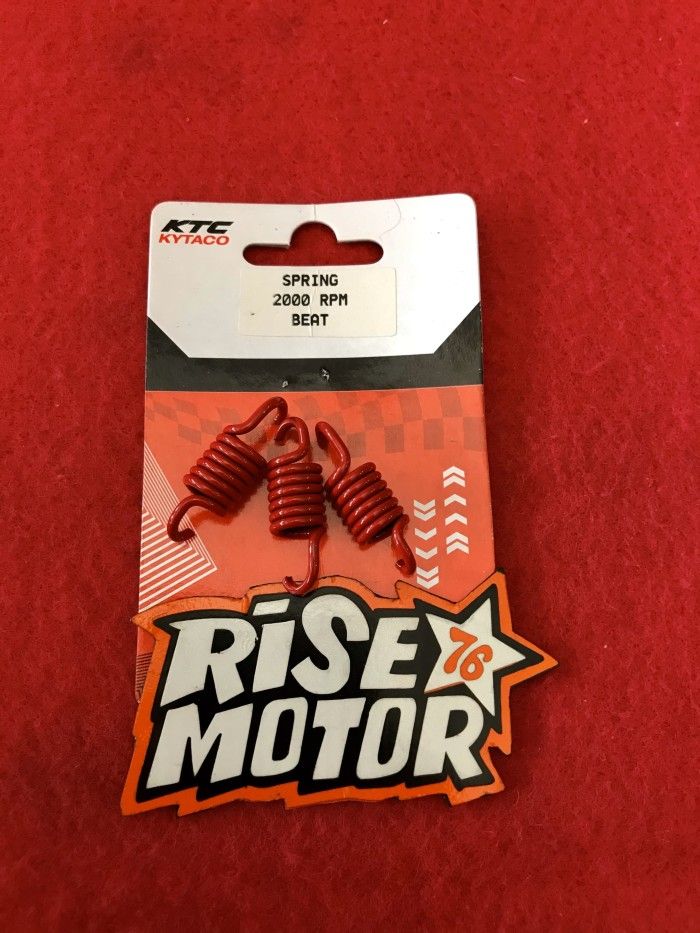 KTC
KYTACO
SPRING
2000 RPM
BEAT
RiSE 76
MOTOR